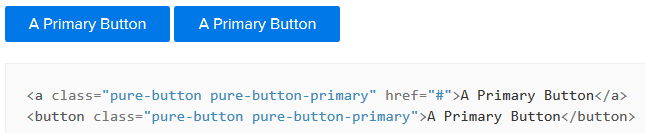 A Primary Button A Primary Button
<a class="pure-button pure-button-primary" href="#">A Primary Button</a>
<button class="pure-button pure-button-primary">A Primary Button</button>